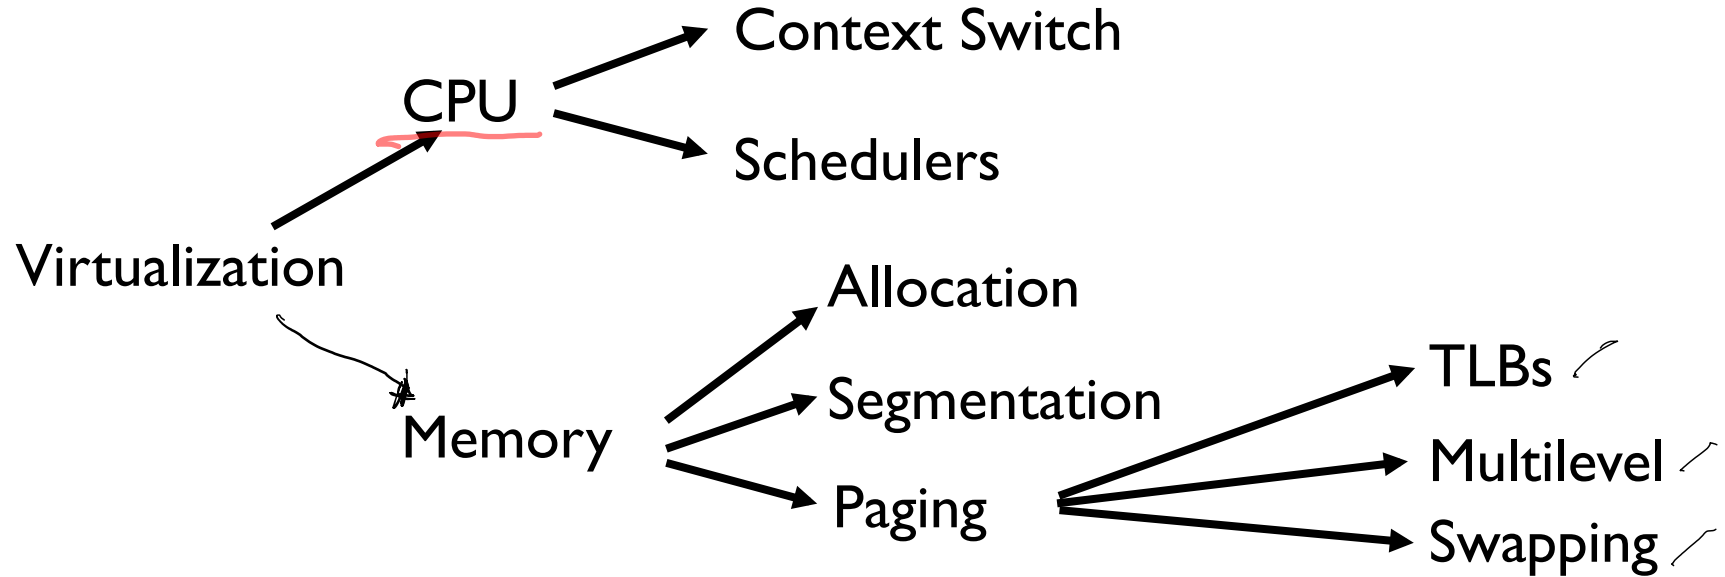 Context Switch
CPU
Schedulers
Virtualization
Allocation
TLBs
Segmentation
Memory
Multilevel
Paging
Swapping